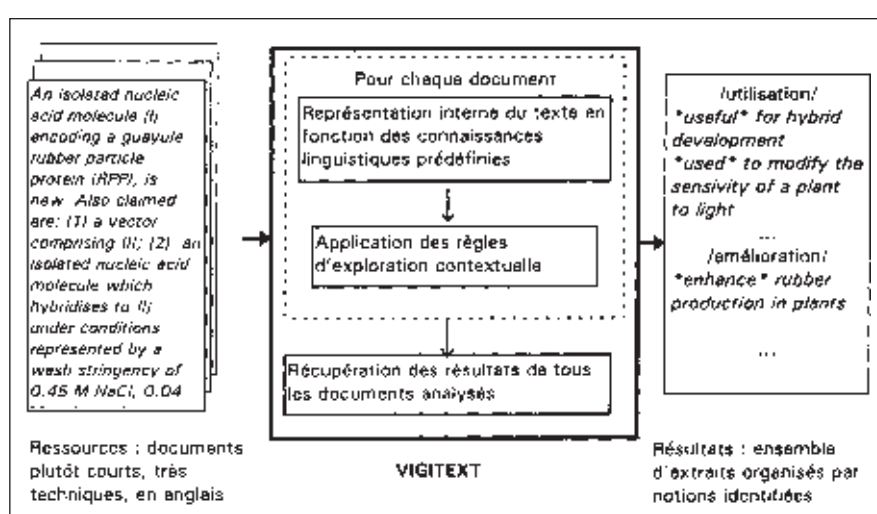 An isolated nucleic
acid molecule (I)
encoding a guayule
rubber particle
protein (RPP), is
new. Also claimed
are: (1) a vector
comprising (I); (2) an
isolated nucleic acid
molecule which
hybridises to (I)
under conditions
represented by a
wash stringency of
0.45 M NaCl, 0.04
Ressources : documents
plutôt courts, très
techniques, en anglais
Pour chaque document
Représentation interne du texte en
fonction des connaissances
linguistiques prédéfinies
Application des règles
d'exploration contextuelle
Récupération des résultats de tous
les documents analysés
VIGITEXT
/utilisation/
*useful* for hybrid
development
*used* to modify the
sensivity of a plant
to light
...
/amélioration/
*enhance* rubber
production in plants
...
Résultats : ensemble
d'extraits organisés par
notions identifiées